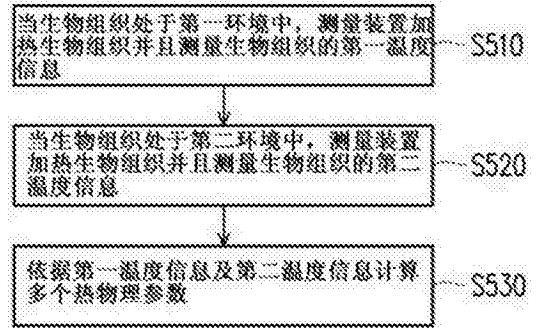 当生物组织处于第一环境中，测量装置加
热生物组织并且测量生物组织的第一温度
信息
S510
当生物组织处于第二环境中，测量装置
加热生物组织并且测量生物组织的第二
温度信息
S520
依据第一温度信息及第二温度信息计算
多个热物理参数
S530